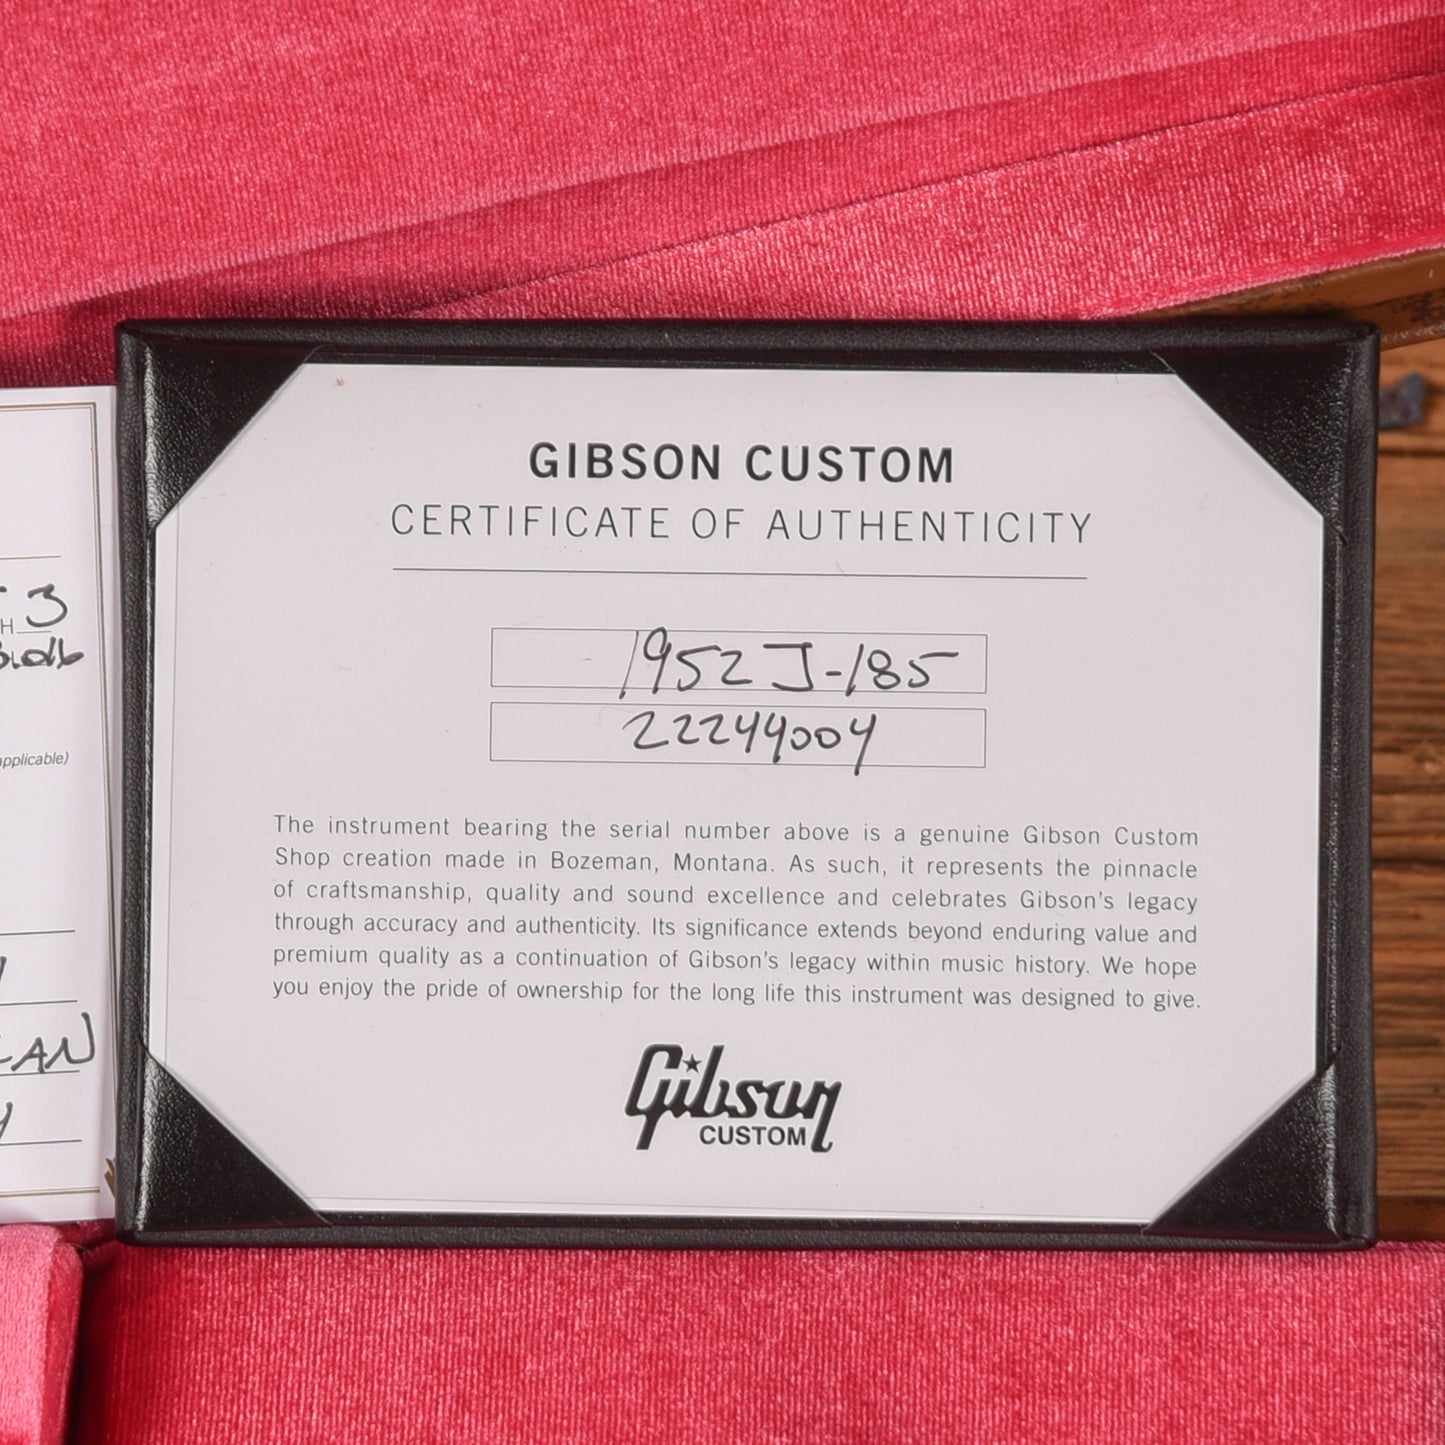 3
applicable)
GIBSON CUSTOM
CERTIFICATE OF AUTHENTICITY
1952 J-185
22244004
The instrument bearing the serial number above is a genuine Gibson Custom
Shop creation made in Bozeman, Montana. As such, it represents the pinnacle
of craftsmanship, quality and sound excellence and celebrates Gibson's legacy
through accuracy and authenticity. Its significance extends beyond enduring value and
premium quality as a continuation of Gibson's legacy within music history. We hope
you enjoy the pride of ownership for the long life this instrument was designed to give.
Gibson
CUSTOM